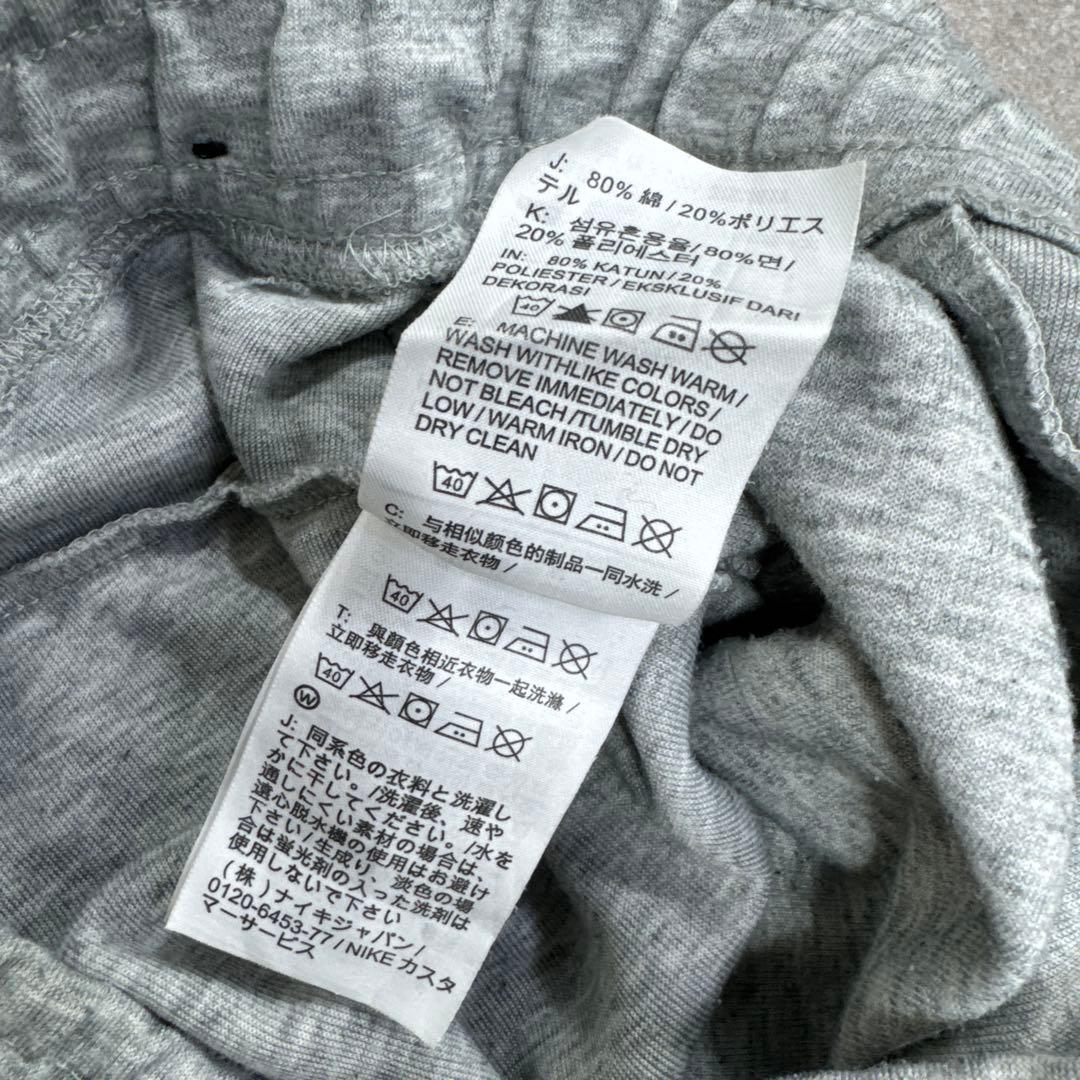 J: 80% 綿 / 20%ポリエス
テル
K: 섬유혼용율/80%면/
20% 폴리에스터
IN: 80% KATUN / 20%
POLIESTER / EKSKLUSIF DARI
DEKORASI
40
E: MACHINE WASH WARM /
WASH WITHLIKE COLORS /
REMOVE IMMEDIATELY / DO
NOT BLEACH /TUMBLE DRY
LOW / WARM IRON / DO NOT
DRY CLEAN
40
C: 与相似颜色的制品一同水洗 /
立即移走衣物 /
40
T: 與顏色相近衣物一起洗滌 /
立即移走衣物 /
40
W
J: 同系色の衣料と洗濯し
て下さい。/洗濯後、速や
かに干してください。/水を
通しにくい素材の場合は、
遠心脱水機の使用はお避け
下さい/生成り、淡色の場
合は蛍光剤の入った洗剤は
使用しないで下さい
(株)ナイキジャパン/
0120-6453-77 / NIKE カスタ
マーサービス